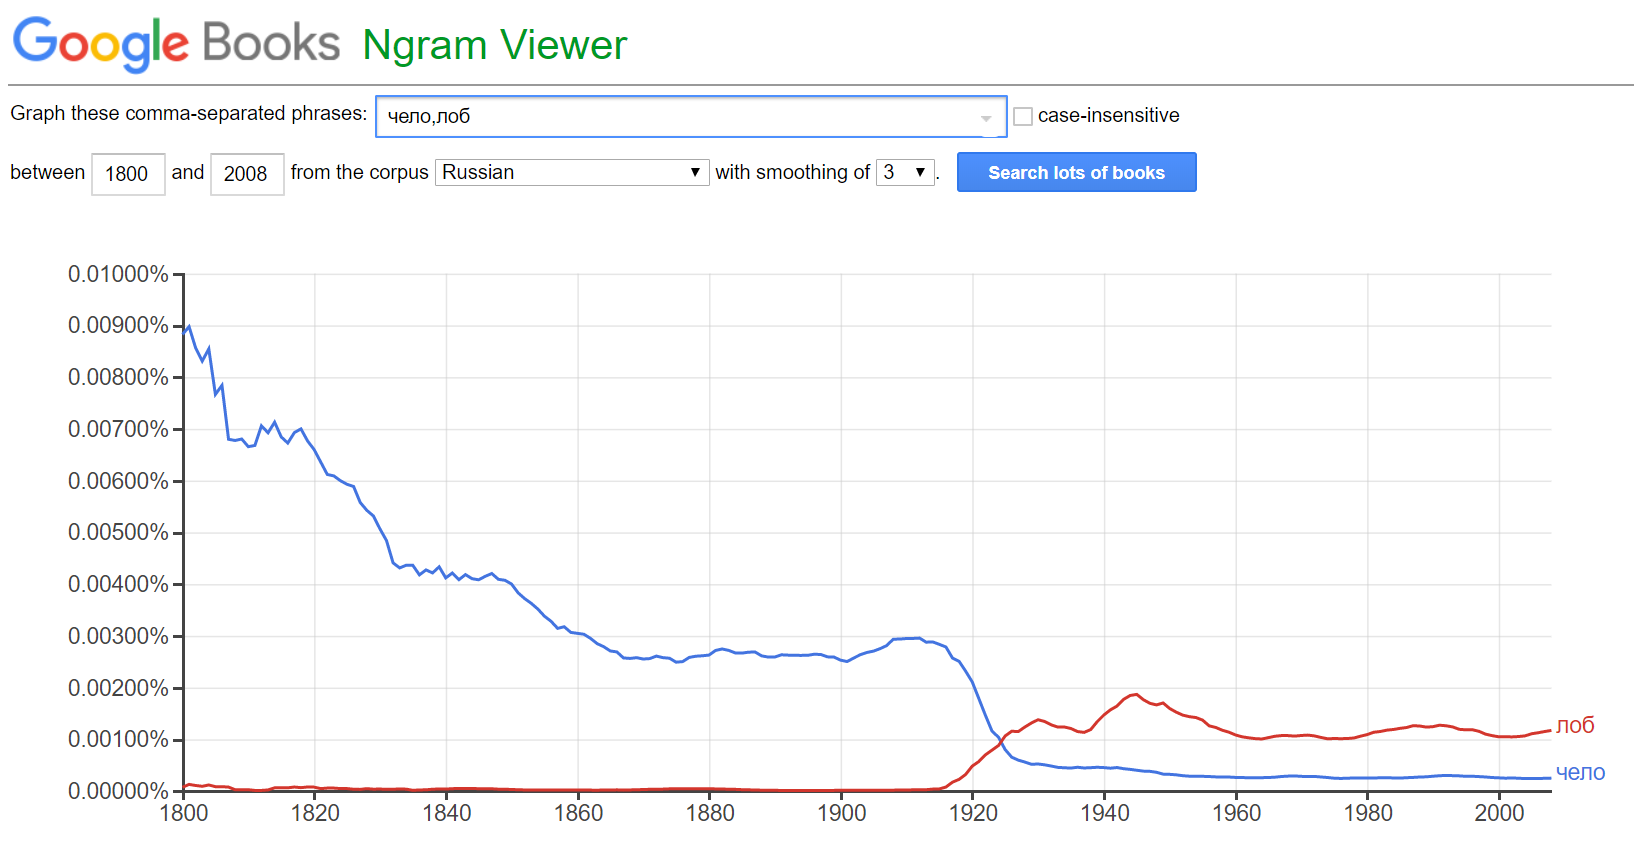 Google Books Ngram Viewer
Graph these comma-separated phrases: чело,лоб case-insensitive
between 1800 and 2008 from the corpus Russian with smoothing of 3 . Search lots of books
0.01000%
0.00900%
0.00800%
0.00700%
0.00600%
0.00500%
0.00400%
0.00300%
0.00200%
0.00100%
0.00000%
лоб
чело
1800 1820 1840 1860 1880 1900 1920 1940 1960 1980 2000